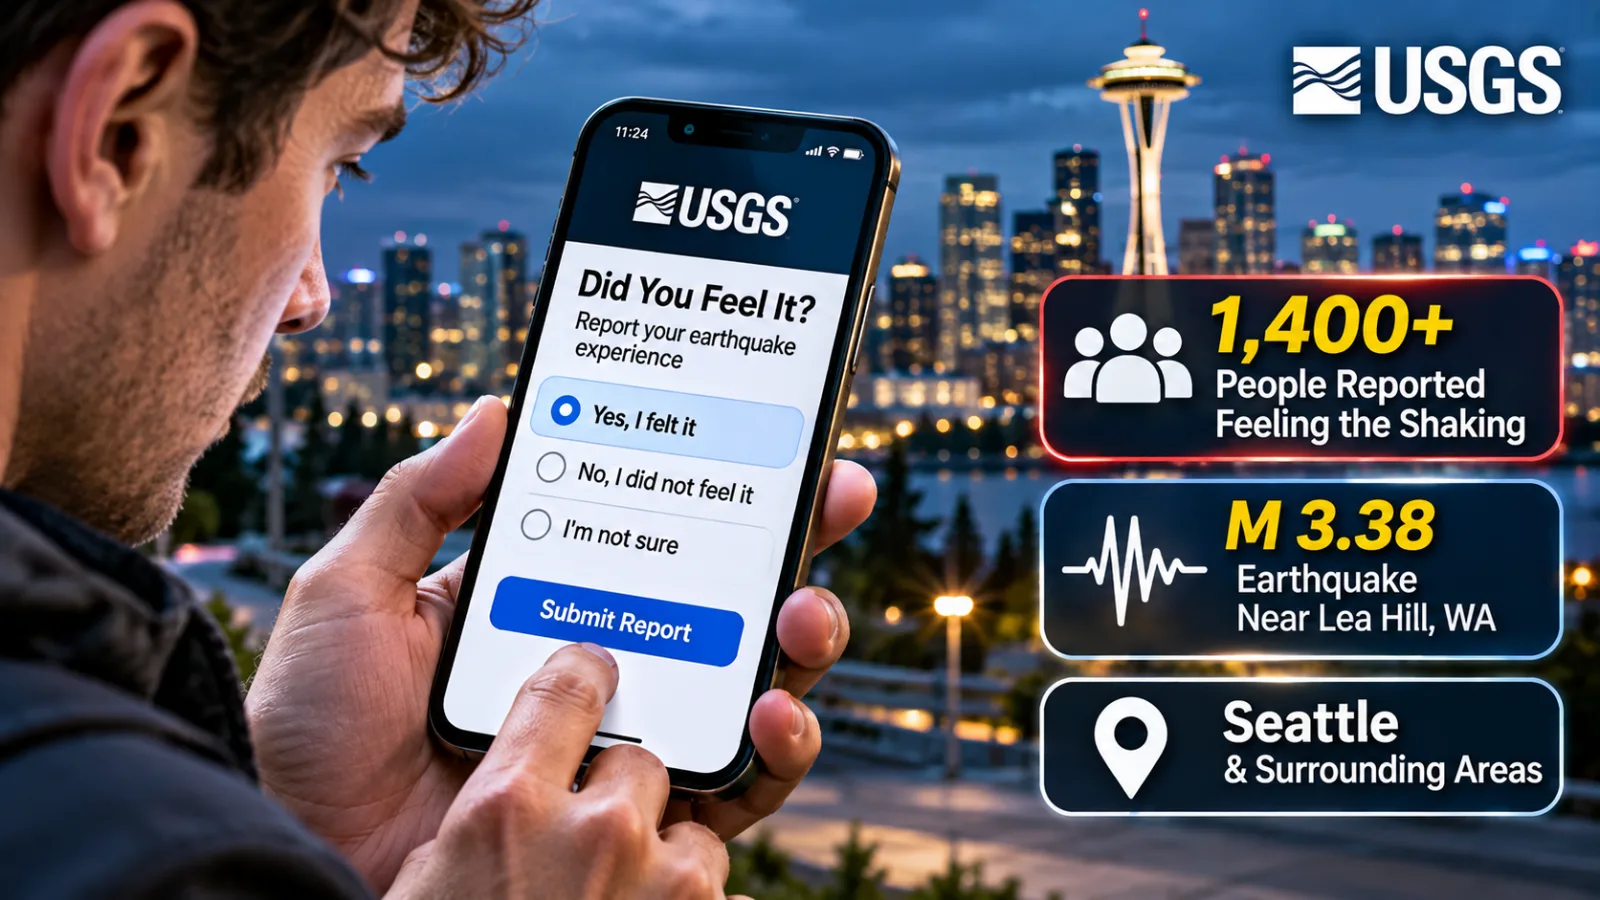 11:24
USGS
Did You Feel It?
Report your earthquake
experience
Yes, I felt it
No, I did not feel it
I'm not sure
Submit Report
USGS
1,400+
People Reported
Feeling the Shaking
M 3.38
Earthquake
Near Lea Hill, WA
Seattle
& Surrounding Areas